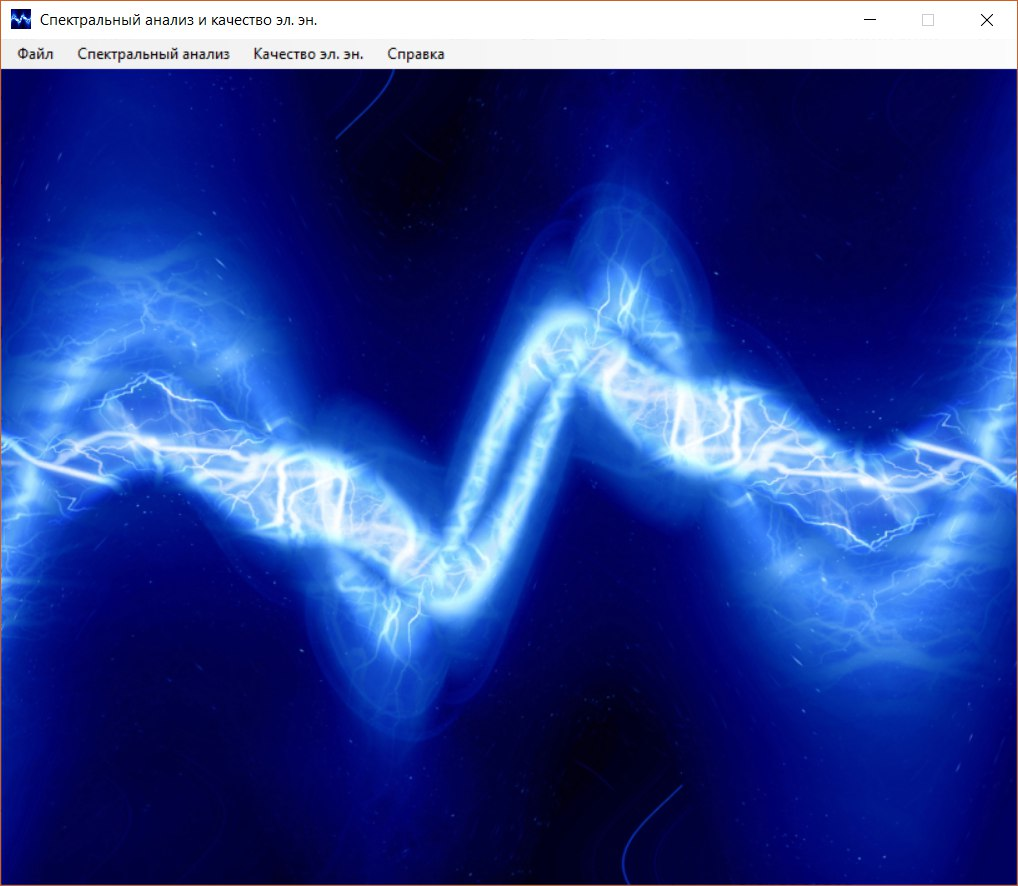 Спектральный анализ и качество эл. эн.
Файл Спектральный анализ Качество эл. эн. Справка